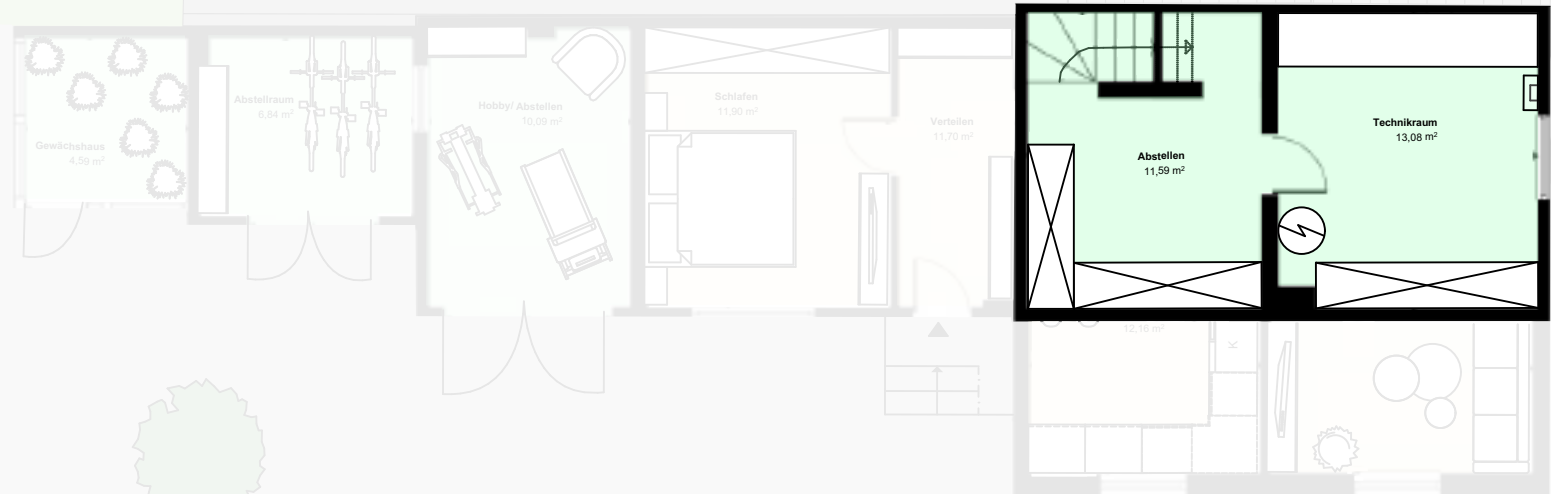 Gewächshaus
4,59 m²
Abstellraum
6,84 m²
Hobby/ Abstellen
10,09 m²
Schlafen
11,90 m²
Verteilen
11,70 m²
Abstellen
11,59 m²
Technikraum
13,08 m²
12,16 m²
K